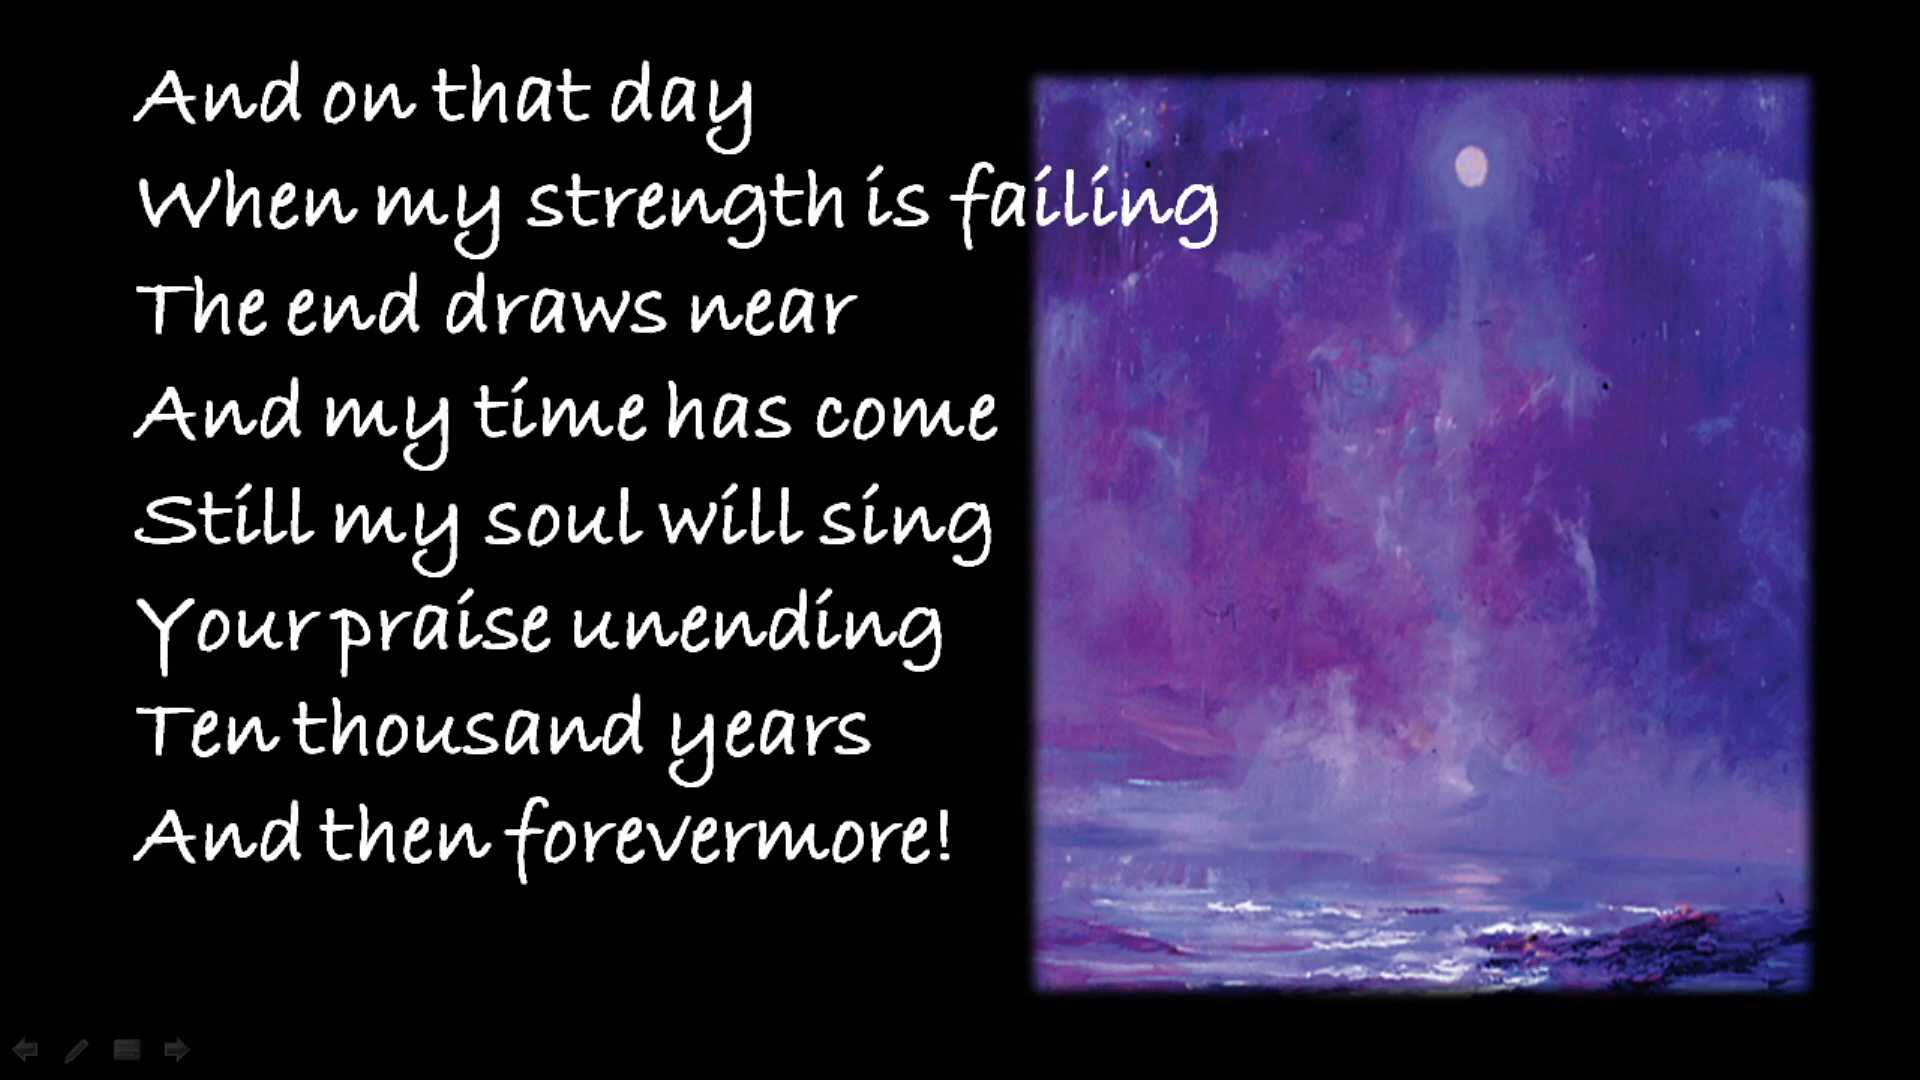 And on that day
When my strength is failing
The end draws near
And my time has come
Still my soul will sing
Your praise unending
Ten thousand years
And then forevermore!